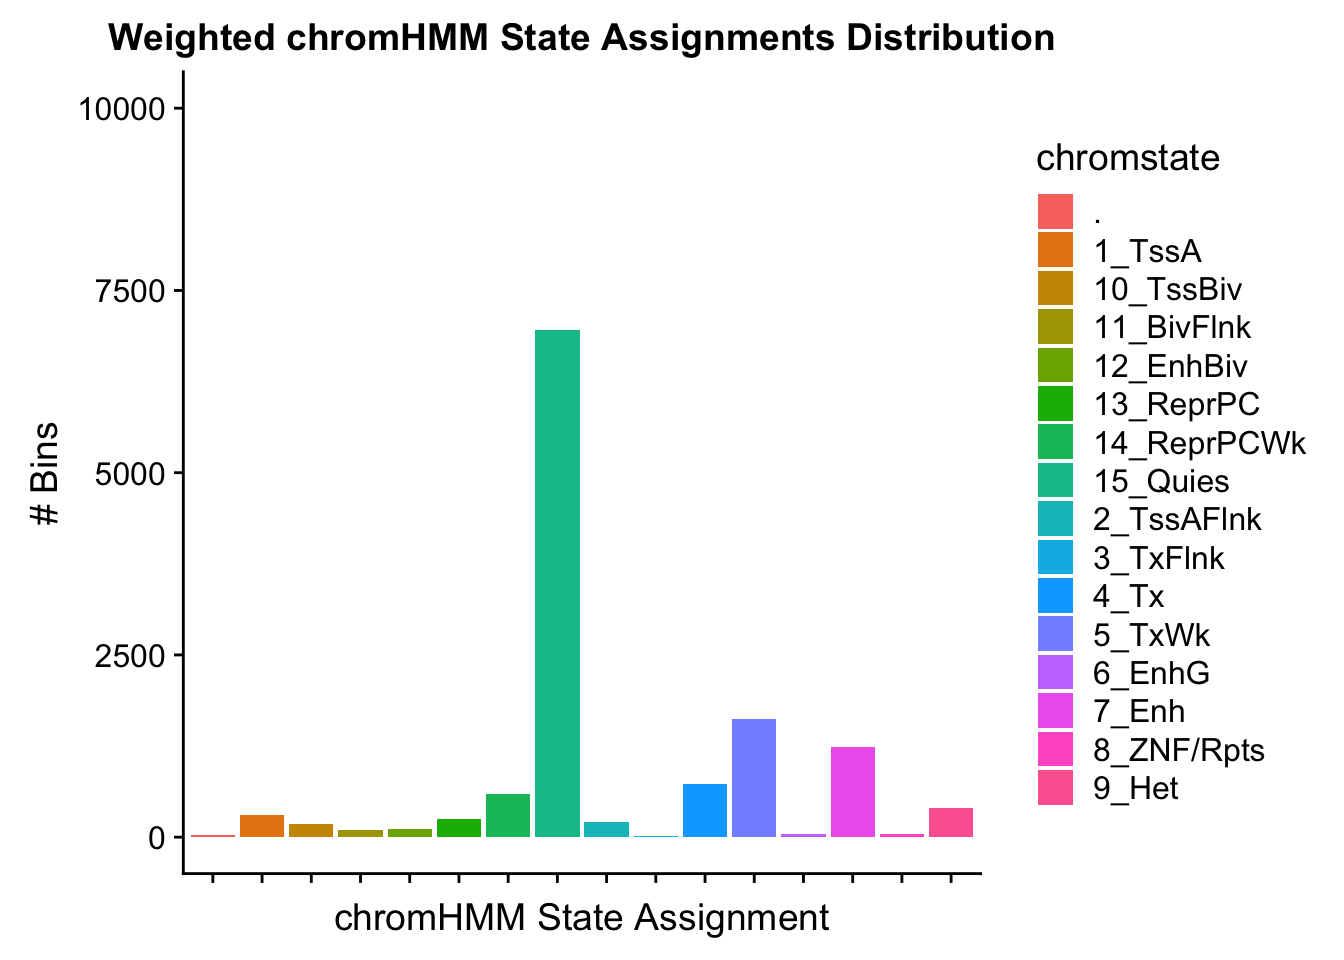 Weighted chromHMM State Assignments Distribution
10000
7500
5000
2500
0
# Bins
chromHMM State Assignment
chromstate
.
1_TssA
10_TssBiv
11_BivFlnk
12_EnhBiv
13_ReprPC
14_ReprPCWk
15_Quies
2_TssAFlnk
3_TxFlnk
4_Tx
5_TxWk
6_EnhG
7_Enh
8_ZNF/Rpts
9_Het